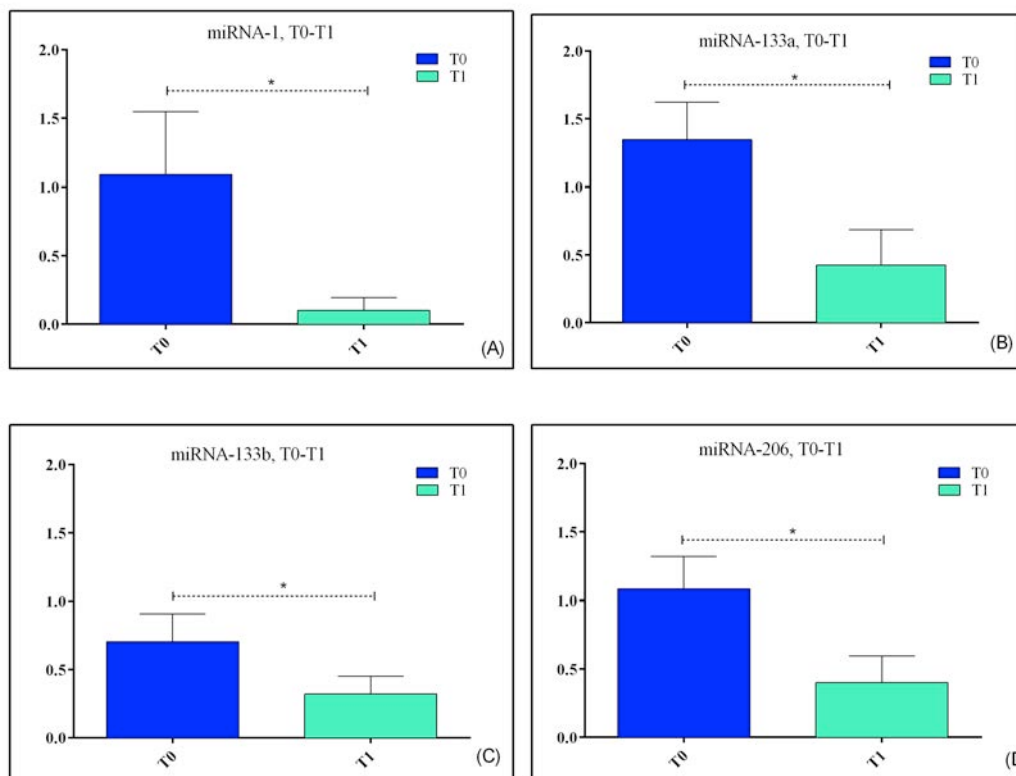 miRNA-1, T0-T1
2.0
1.5
1.0
0.5
0.0
T0
T1
*
T0
T1
(A)
miRNA-133a, T0-T1
2.0
1.5
1.0
0.5
0.0
T0
T1
*
T0
T1
(B)
miRNA-133b, T0-T1
2.0
1.5
1.0
0.5
0.0
T0
T1
*
T0
T1
(C)
miRNA-206, T0-T1
2.0
1.5
1.0
0.5
0.0
T0
T1
*
T0
T1
(D